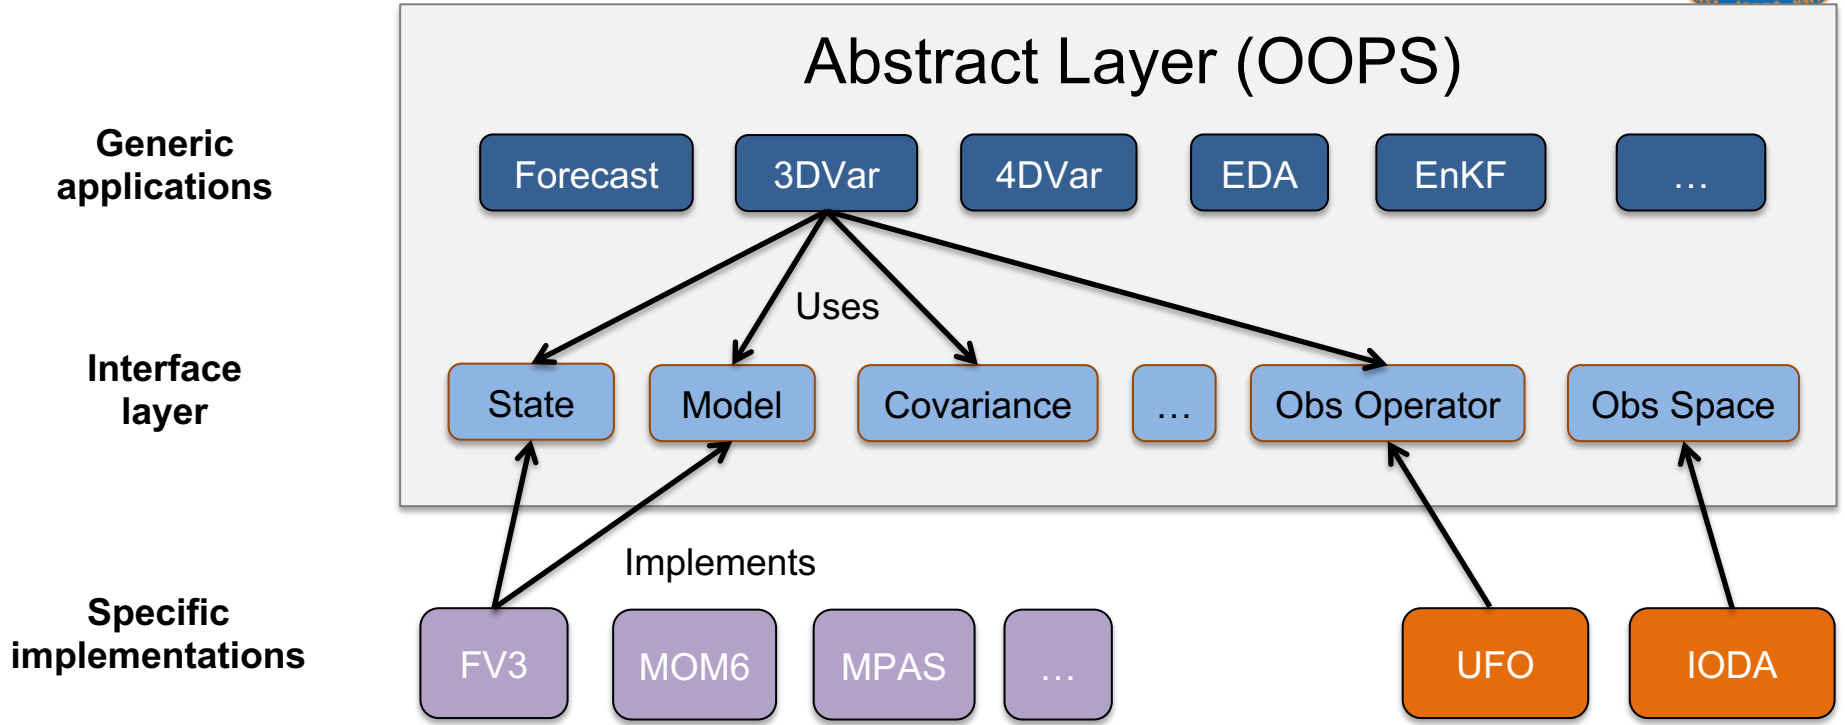 Abstract Layer (OOPS)
Generic
applications
Forecast
3DVar
4DVar
EDA
EnKF
…
Uses
Interface
layer
State
Model
Covariance
…
Obs Operator
Obs Space
Implements
Specific
implementations
FV3
MOM6
MPAS
…
UFO
IODA